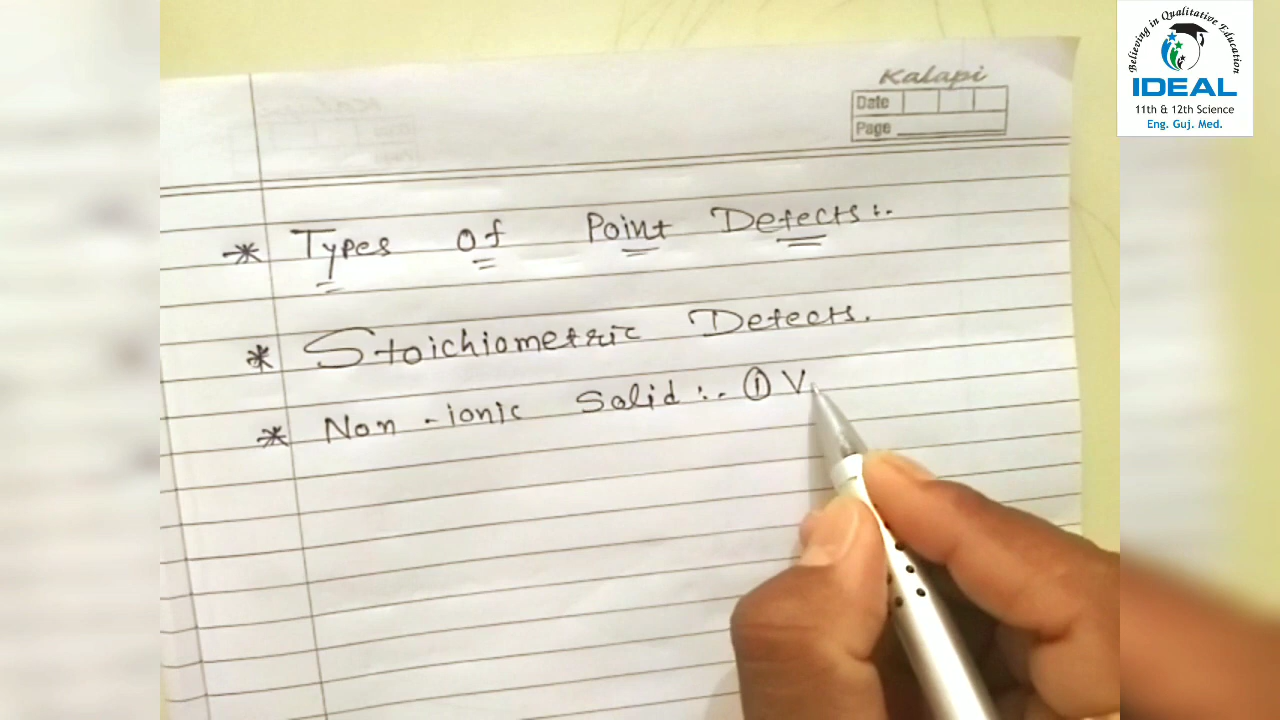 Believing in Qualitative Education
IDEAL
11th & 12th Science
Eng. Guj. Med.
Kalapi
Date
Page
* Types of Point Defects :-
* Stoichiometric Defects.
* Non-ionic Solid :- ① V